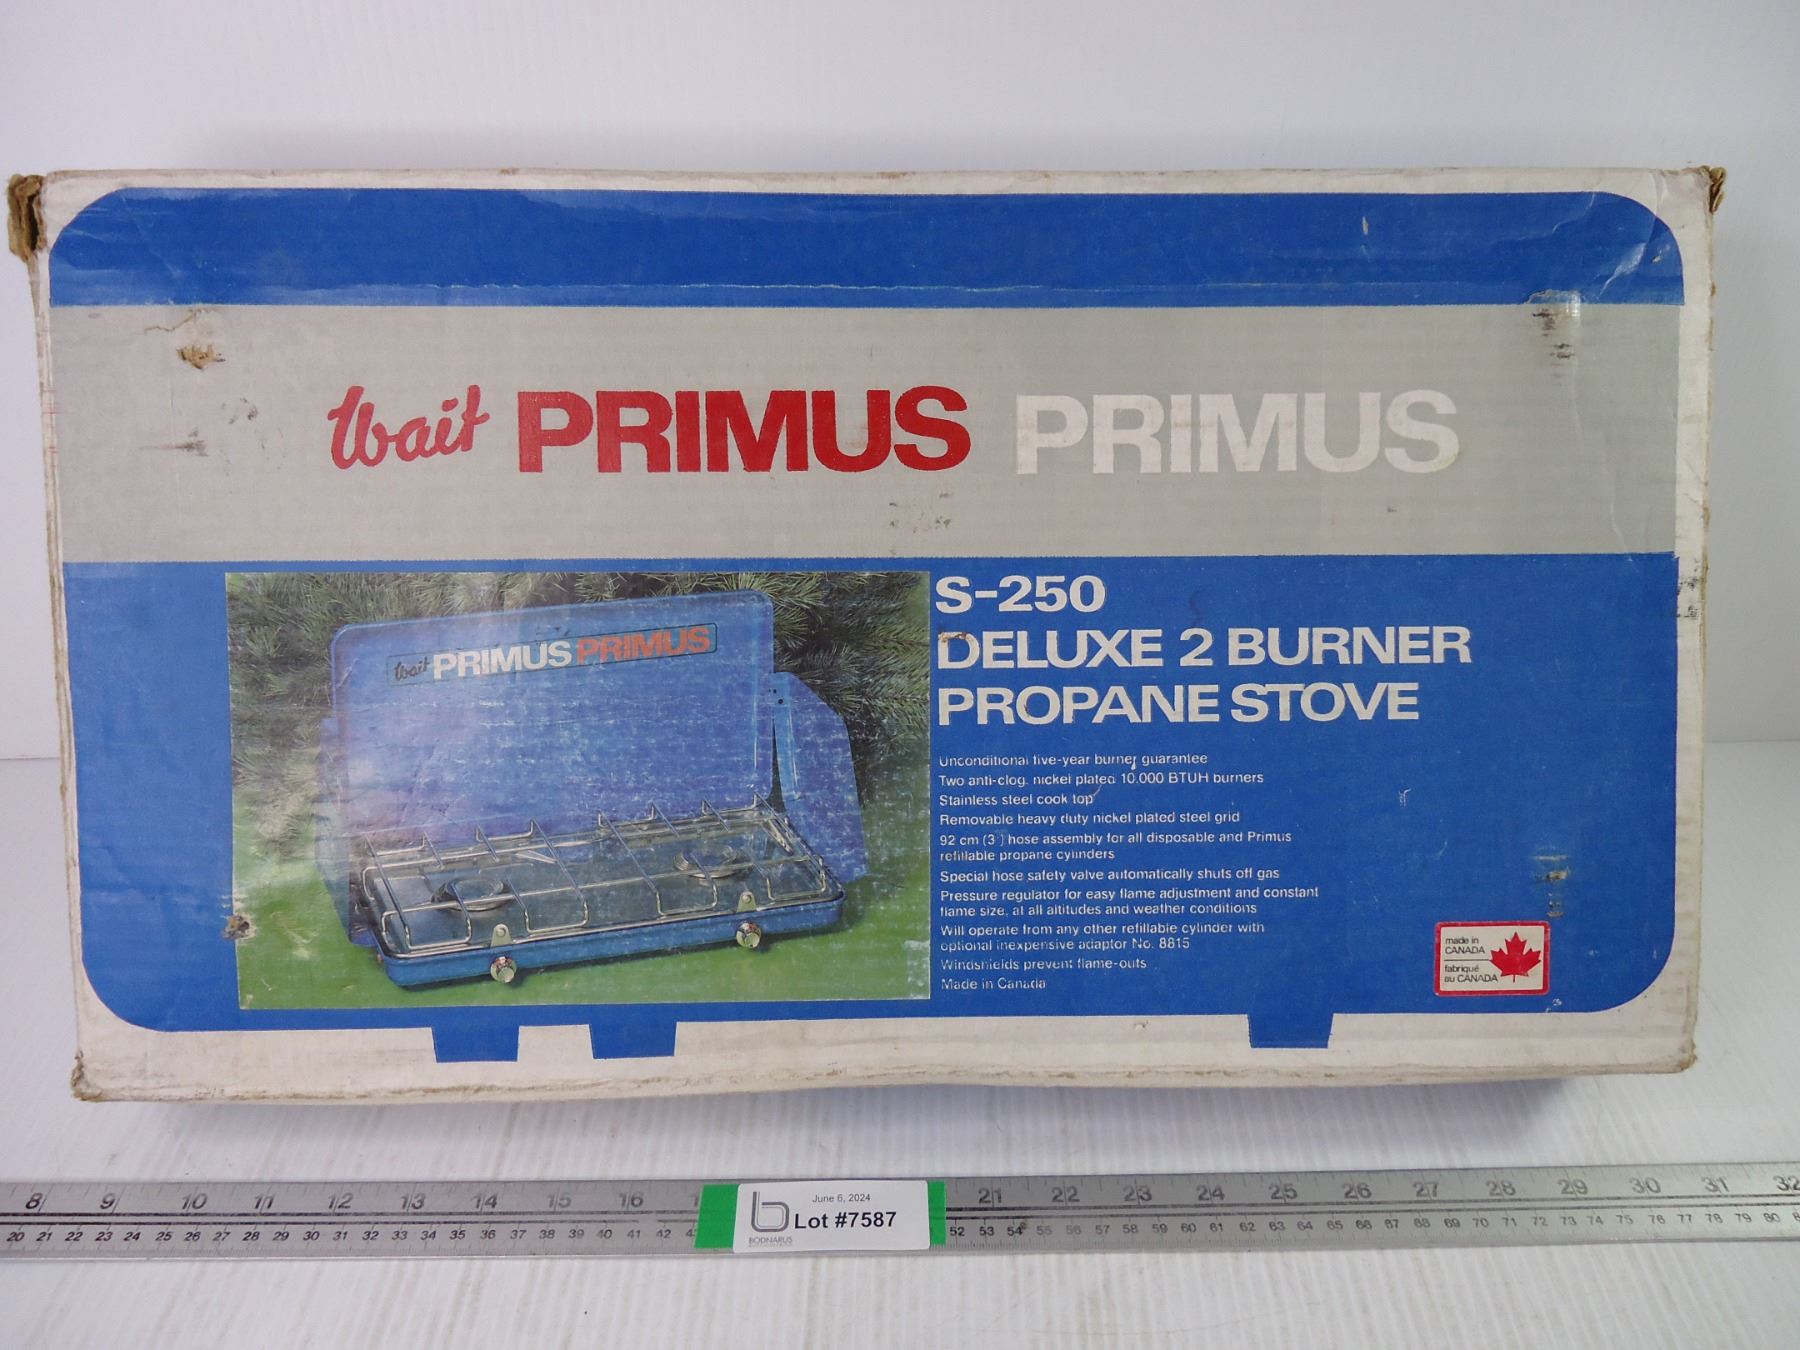 Wait PRIMUS PRIMUS
Wait PRIMUS PRIMUS
S-250
DELUXE 2 BURNER
PROPANE STOVE
Unconditional five-year burner guarantee
Two anti-clog, nickel plated 10,000 BTUH burners
Stainless steel cook top
Removable heavy duty nickel plated steel grid
92 cm (3') hose assembly for all disposable and Primus
refillable propane cylinders
Special hose safety valve automatically shuts off gas
Pressure regulator for easy flame adjustment and constant
flame size, at all altitudes and weather conditions
Will operate from any other refillable cylinder with
optional inexpensive adaptor No. 8815
Windshields prevent flame-outs
Made in Canada
made in
CANADA
fabriqué
au CANADA
8 9 10 11 12 13 14 15 16 21 22 23 24 25 26 27 28 29 30 31 32
20 21 22 23 24 25 26 27 28 29 30 31 32 33 34 35 36 37 38 39 40 41 42 52 53 54 55 56 57 58 59 60 61 62 63 64 65 66 67 68 69 70 71 72 73 74 75 76 77 78 79 80
June 6, 2024
b Lot #7587
BODNARUS